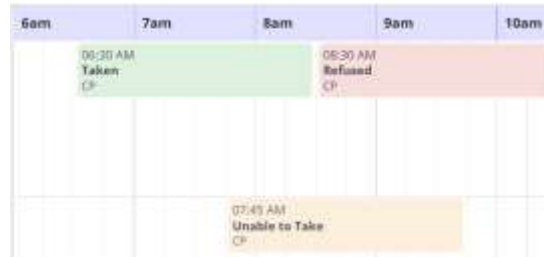 6am 7am 8am 9am 10am
06:30 AM
Taken
CP
08:30 AM
Refused
CP
07:45 AM
Unable to Take
CP